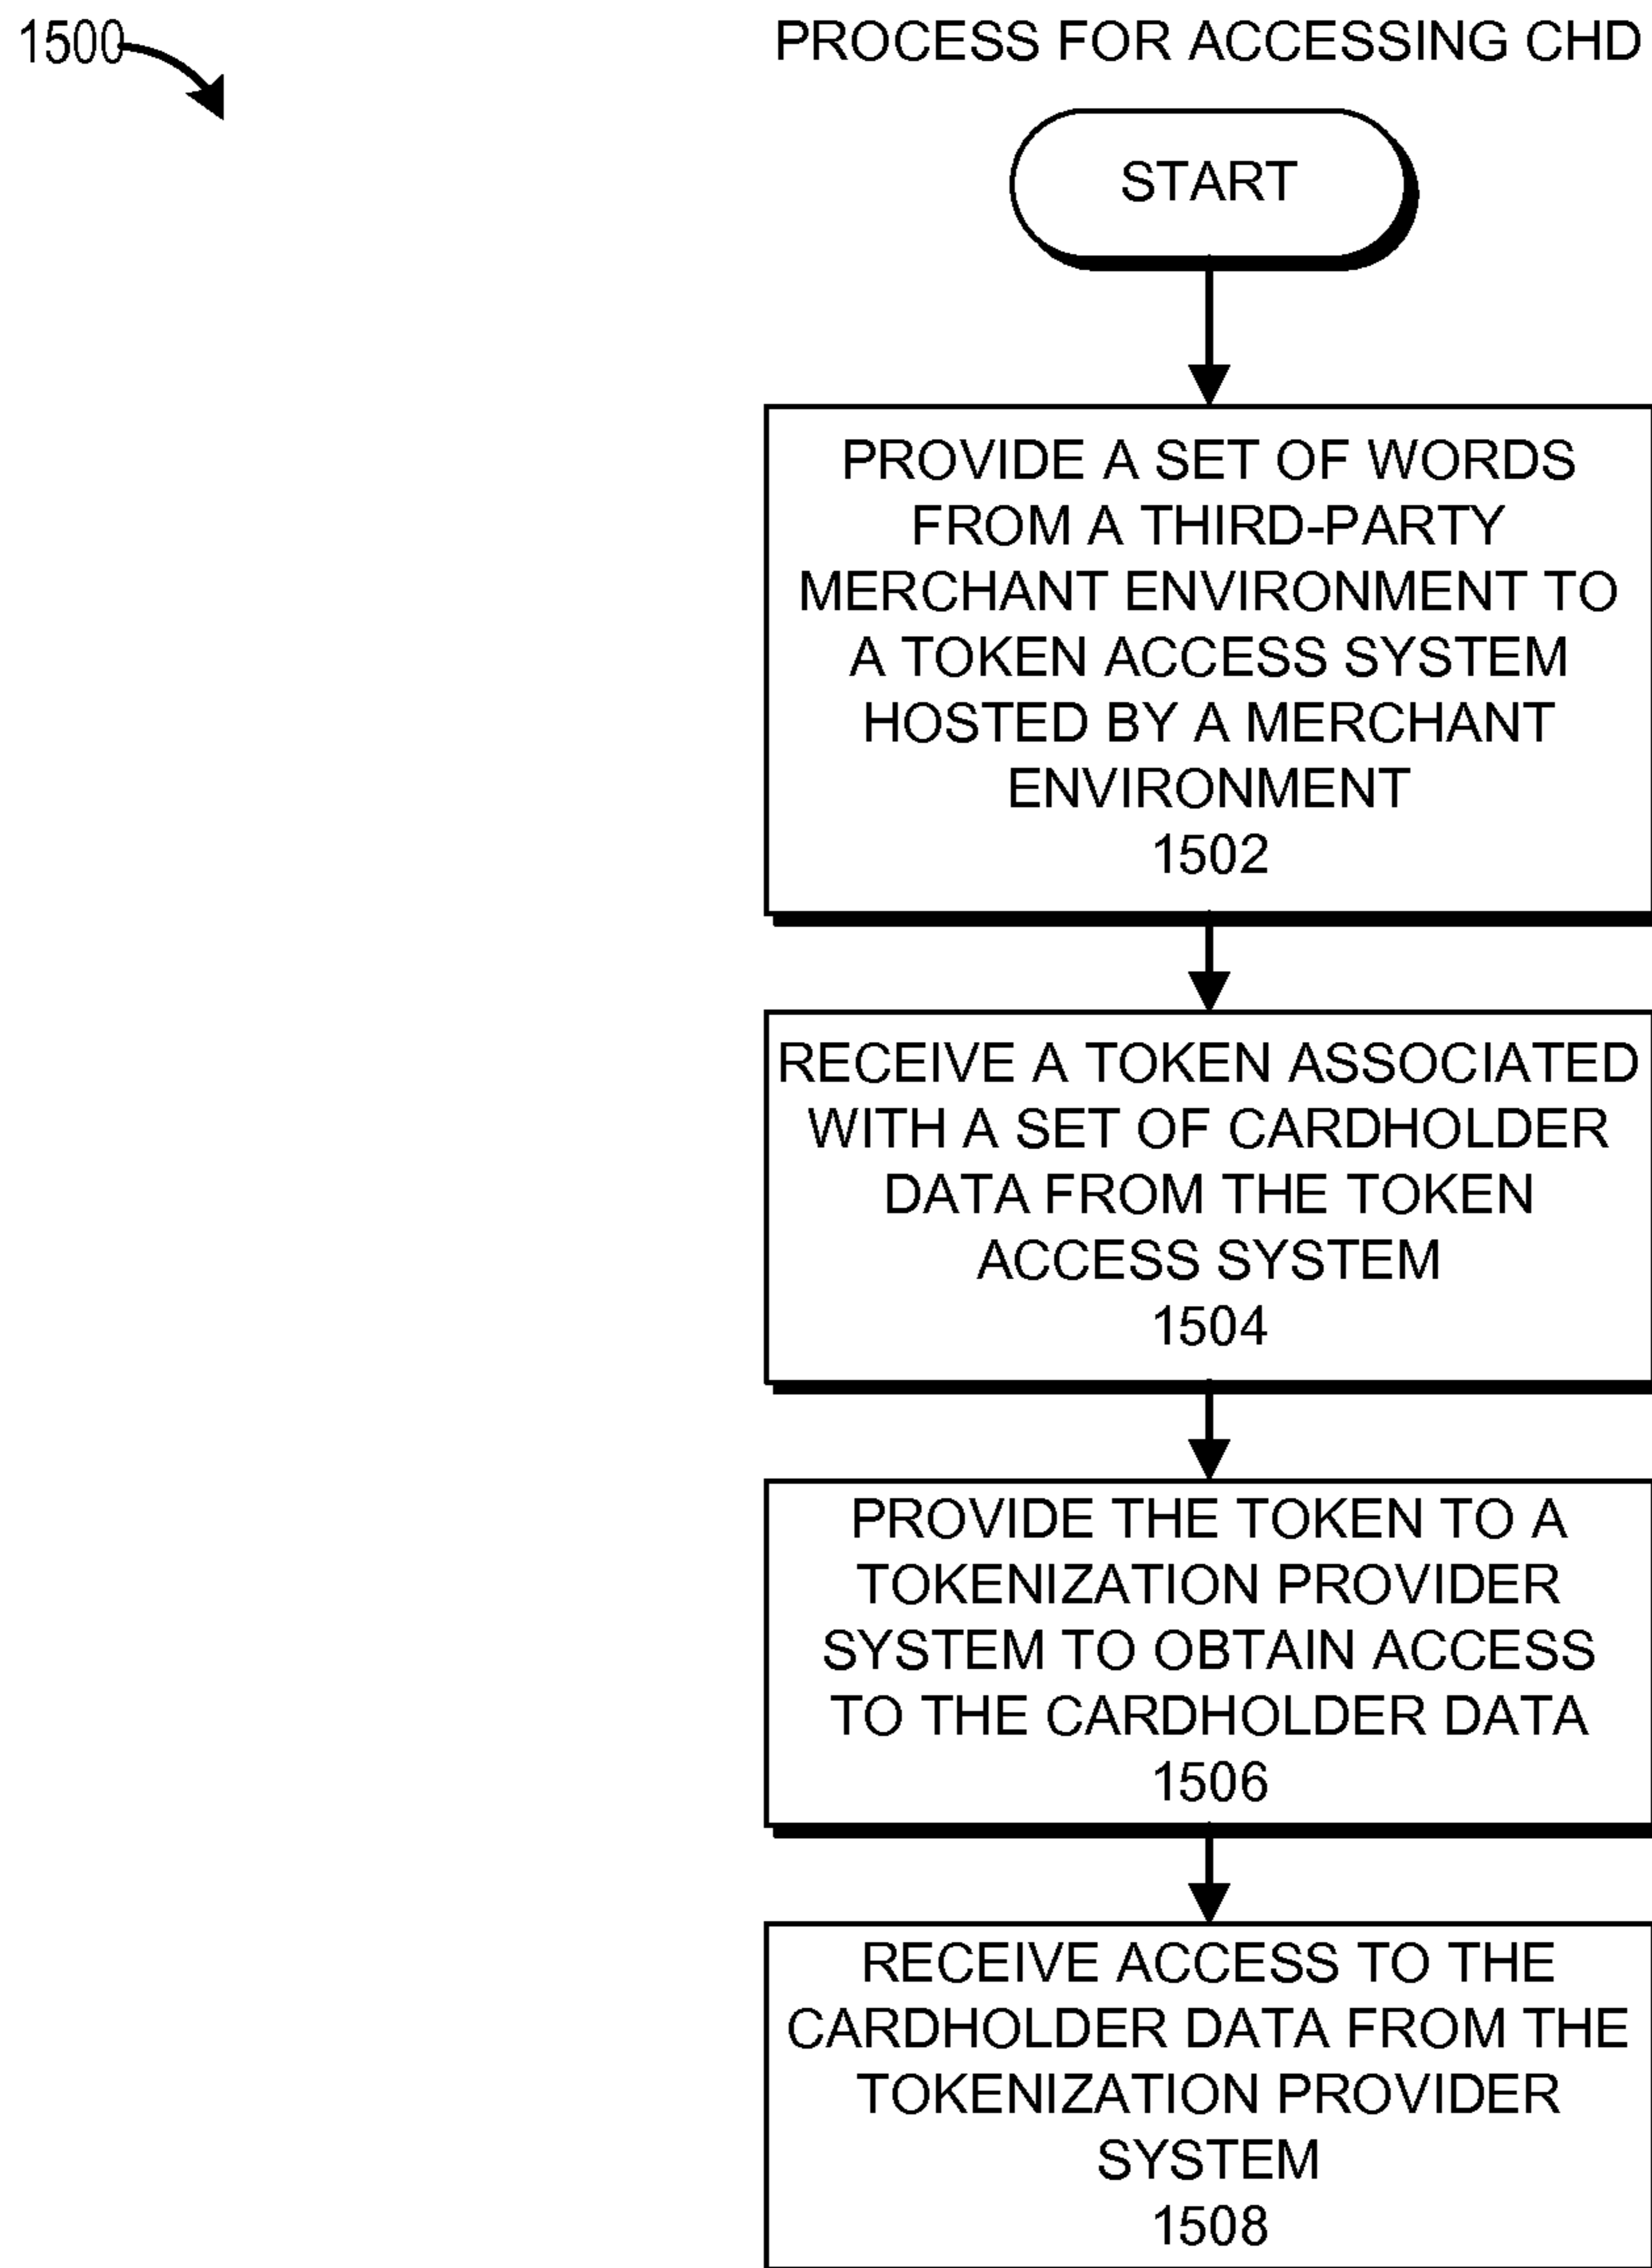 1500
PROCESS FOR ACCESSING CHD
START
PROVIDE A SET OF WORDS
FROM A THIRD-PARTY
MERCHANT ENVIRONMENT TO
A TOKEN ACCESS SYSTEM
HOSTED BY A MERCHANT
ENVIRONMENT
1502
RECEIVE A TOKEN ASSOCIATED
WITH A SET OF CARDHOLDER
DATA FROM THE TOKEN
ACCESS SYSTEM
1504
PROVIDE THE TOKEN TO A
TOKENIZATION PROVIDER
SYSTEM TO OBTAIN ACCESS
TO THE CARDHOLDER DATA
1506
RECEIVE ACCESS TO THE
CARDHOLDER DATA FROM THE
TOKENIZATION PROVIDER
SYSTEM
1508